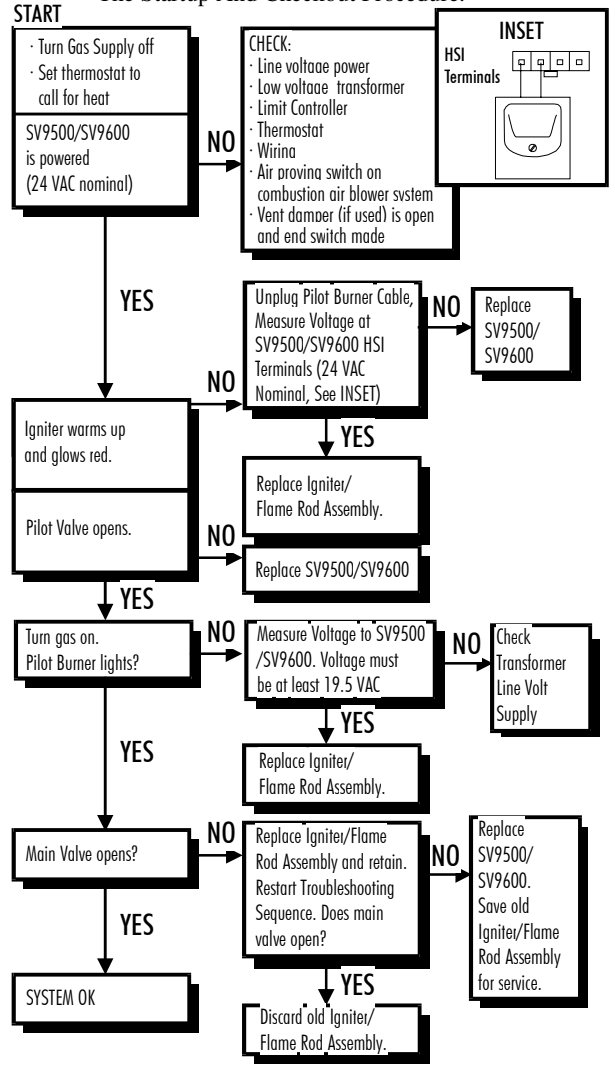 The Startup And Checkout Procedure.
START
· Turn Gas Supply off
· Set thermostat to
call for heat
SV9500/SV9600
is powered
(24 VAC nominal)
NO
CHECK:
· Line voltage power
· Low voltage transformer
· Limit Controller
· Thermostat
· Wiring
· Air proving switch on
combustion air blower system
· Vent damper (if used) is open
and end switch made
INSET
HSI
Terminals
YES
Igniter warms up
and glows red.
NO
Unplug Pilot Burner Cable,
Measure Voltage at
SV9500/SV9600 HSI
Terminals (24 VAC
Nominal, See INSET)
NO
Replace
SV9500/
SV9600
YES
Replace Igniter/
Flame Rod Assembly.
Pilot Valve opens.
NO
Replace SV9500/SV9600
YES
Turn gas on.
Pilot Burner lights?
NO
Measure Voltage to SV9500
/SV9600. Voltage must
be at least 19.5 VAC
NO
Check
Transformer
Line Volt
Supply
YES
Replace Igniter/
Flame Rod Assembly.
YES
Main Valve opens?
NO
Replace Igniter/Flame
Rod Assembly and retain.
Restart Troubleshooting
Sequence. Does main
valve open?
NO
Replace
SV9500/
SV9600.
Save old
Igniter/Flame
Rod Assembly
for service.
YES
Discard old Igniter/
Flame Rod Assembly.
YES
SYSTEM OK